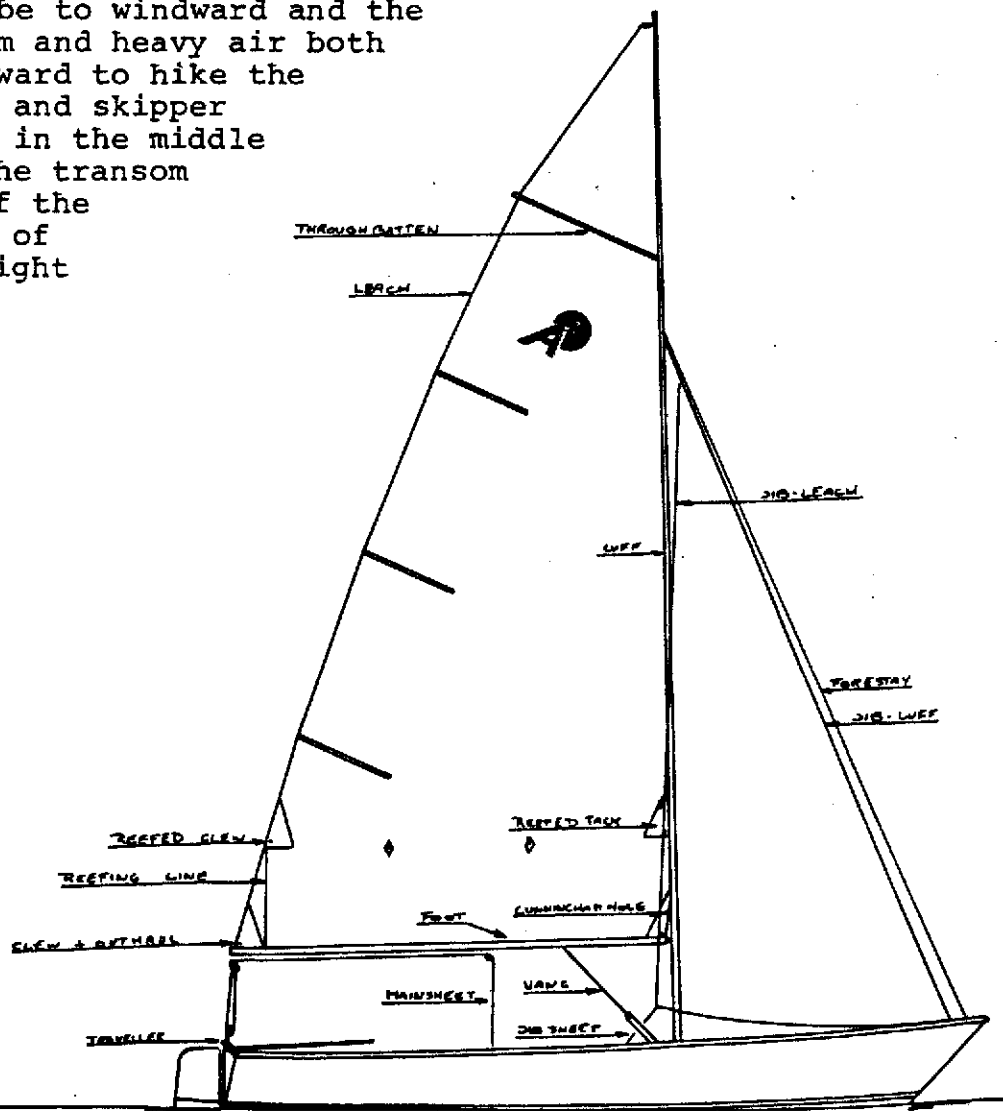 be to windward and the
m and heavy air both
ward to hike the
and skipper
in the middle
he transom
f the
of
ight
THROUGH BATTEN
LEACH
JIB-LEACH
LUFF
FORESTAY
JIB-LUFF
REEFED CLEW
REEFED TACK
REEFING LINE
CUNNINGHAM HOLE
FOOT
CLEW + OUTHAUL
MAINSHEET
VANG
JIB SHEET
TRAVELLER